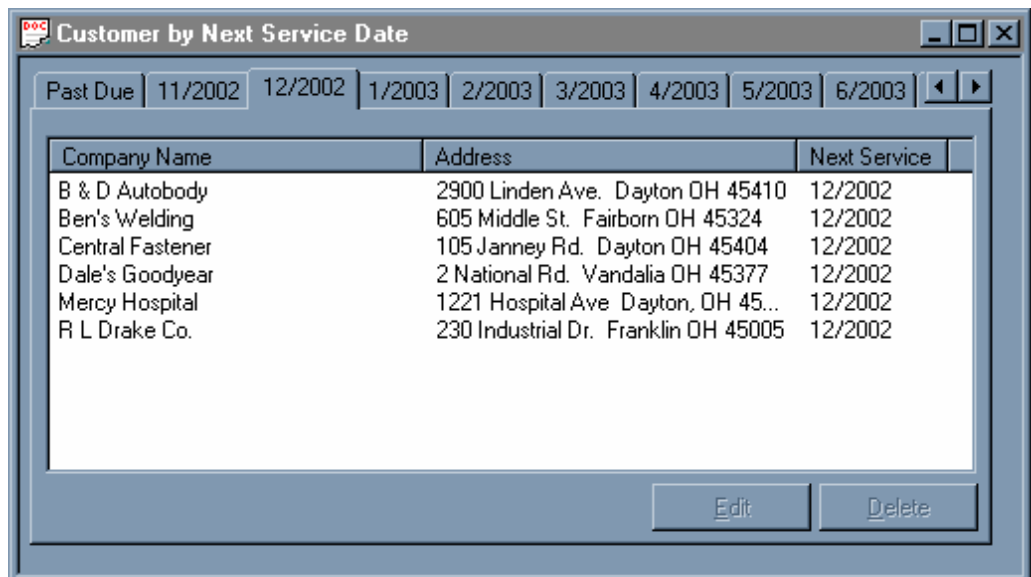 DOC
Customer by Next Service Date
Past Due 11/2002 12/2002 1/2003 2/2003 3/2003 4/2003 5/2003 6/2003
Company Name Address Next Service
B & D Autobody 2900 Linden Ave.  Dayton OH 45410 12/2002
Ben's Welding 605 Middle St.  Fairborn OH 45324 12/2002
Central Fastener 105 Janney Rd.  Dayton OH 45404 12/2002
Dale's Goodyear 2 National Rd.  Vandalia OH 45377 12/2002
Mercy Hospital 1221 Hospital Ave  Dayton, OH 45... 12/2002
R L Drake Co. 230 Industrial Dr.  Franklin OH 45005 12/2002
Edit Delete